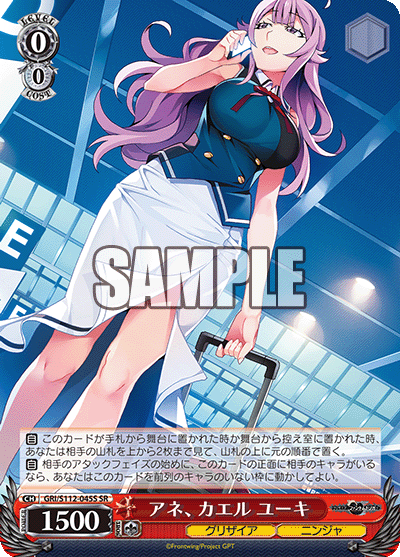 LEVEL
0
0
COST
E
E
SAMPLE
自 このカードが手札から舞台に置かれた時か舞台から控え室に置かれた時、
あなたは相手の山札を上から2枚まで見て、山札の上に元の順番で置く。
自 相手のアタックフェイズの始めに、このカードの正面に相手のキャラがいる
なら、あなたはこのカードを前列のキャラのいない枠に動かしてよい。
CH GRI/S112-045S SR
POWER
1500
アネ、カエル ユーキ
グリザイア
ニンジャ
©Frontwing/Project GPT